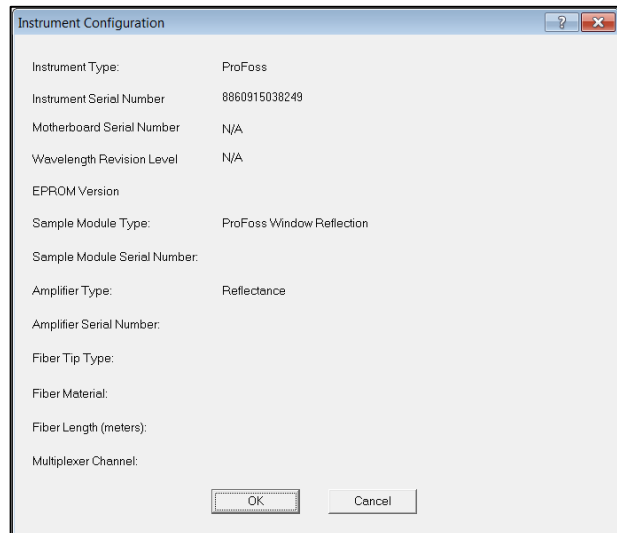 Instrument Configuration
Instrument Type: ProFoss
Instrument Serial Number 8860915038249
Motherboard Serial Number N/A
Wavelength Revision Level N/A
EPROM Version
Sample Module Type: ProFoss Window Reflection
Sample Module Serial Number:
Amplifier Type: Reflectance
Amplifier Serial Number:
Fiber Tip Type:
Fiber Material:
Fiber Length (meters):
Multiplexer Channel:
OK Cancel